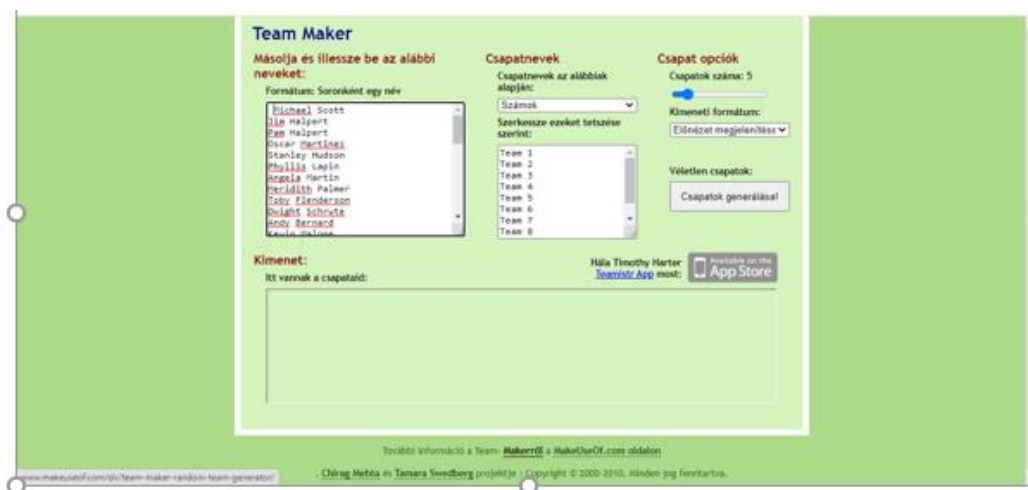 Team Maker
Másolja és illessze be az alábbi
neveket:
Formátum: Soronként egy név
Michael Scott
Jim Halpert
Pam Halpert
Oscar Martinez
Stanley Hudson
Phyllis Lapin
Angela Martin
Meridith Palmer
Toby Flenderson
Dwight Schrute
Andy Bernard
Kevin Malone
Csapatnevek
Csapatnevek az alábbiak
alapján:
Számok
Szerkessze ezeket tetszése
szerint:
Team 1
Team 2
Team 3
Team 4
Team 5
Team 6
Team 7
Team 8
Csapat opciók
Csapatok száma: 5
Kimeneti formátum:
Előnézet megjelenítése
Véletlen csapatok:
Csapatok generálása!
Kimenet:
Itt vannak a csapataid:
Hála Timothy Harter
Teamistr App most:
Available on the
App Store
További információ a Team- Makerről a MakeUseOf.com oldalon
. Chirag Mehta és Tamara Swedberg projektje | Copyright © 2000-2010. Minden jog fenntartva.
www.makeuseof.com/dir/team-maker-random-team-generator/